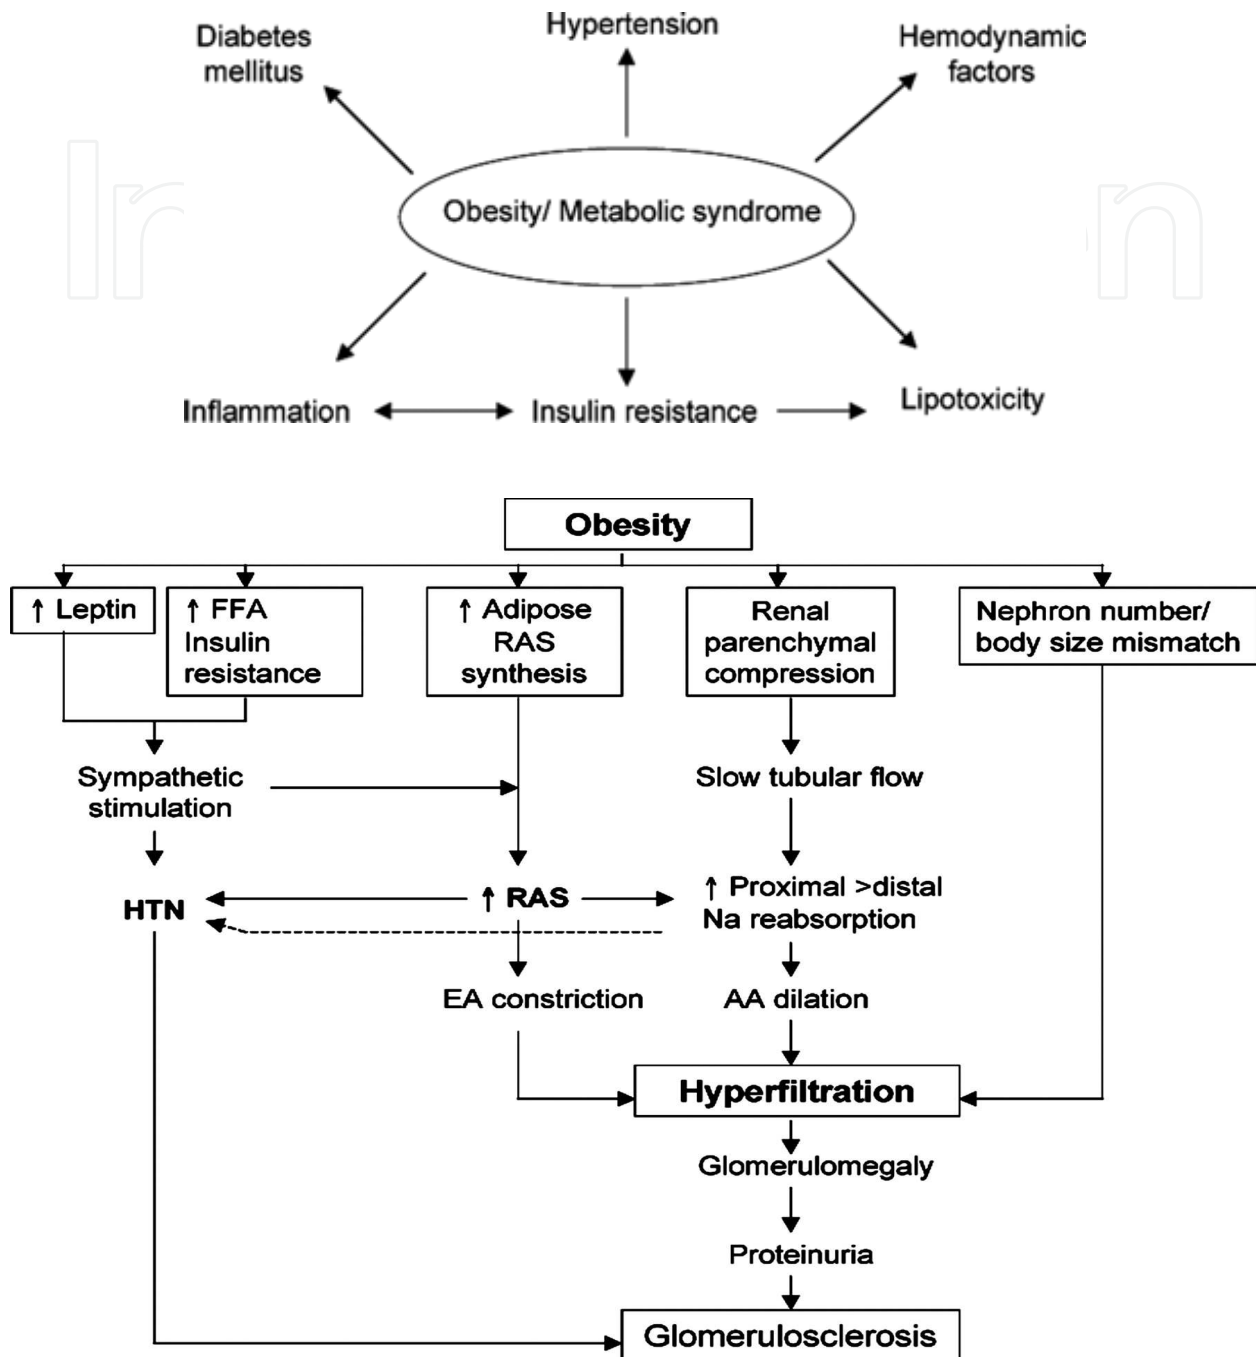 Diabetes
mellitus
Hypertension
Hemodynamic
factors
Obesity/ Metabolic syndrome
Inflammation
Insulin resistance
Lipotoxicity
Obesity
↑ Leptin
↑ FFA
Insulin
resistance
↑ Adipose
RAS
synthesis
Renal
parenchymal
compression
Nephron number/
body size mismatch
Sympathetic
stimulation
Slow tubular flow
HTN
↑ RAS
↑ Proximal >distal
Na reabsorption
EA constriction
AA dilation
Hyperfiltration
Glomerulomegaly
Proteinuria
Glomerulosclerosis